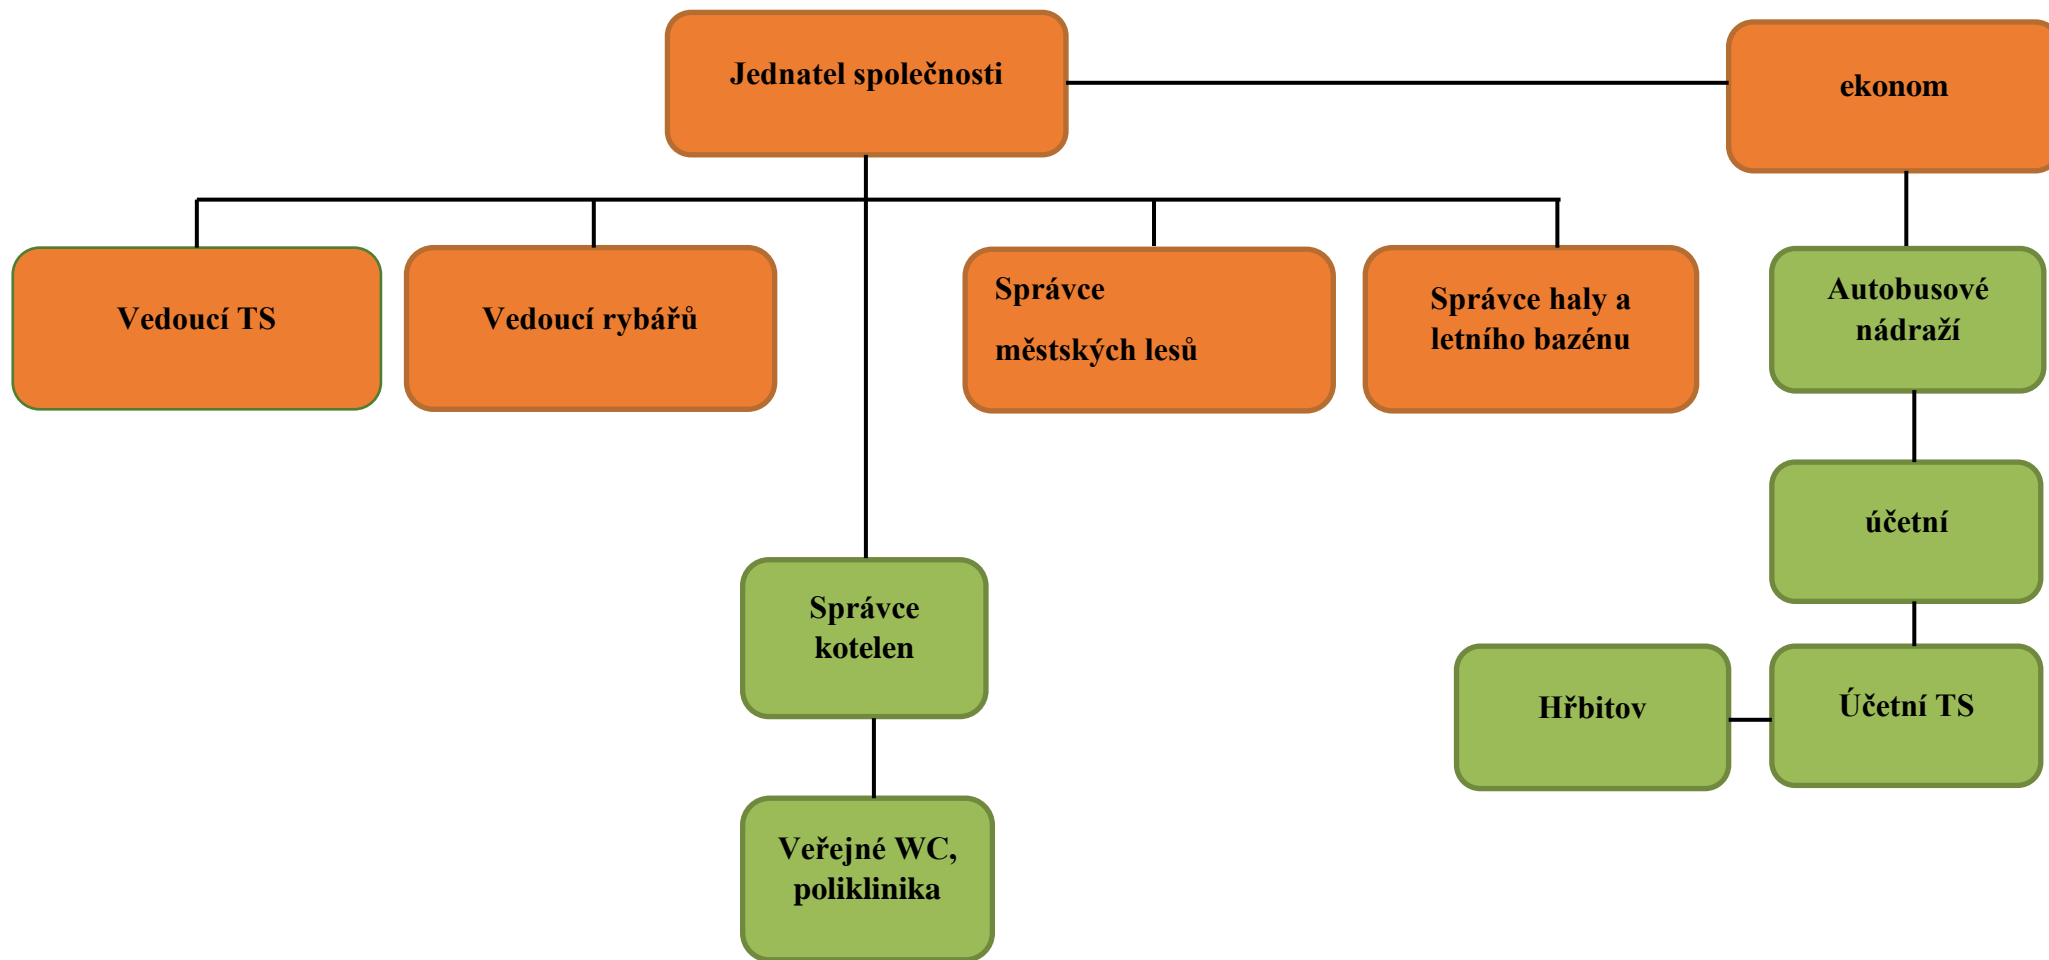 Jednatel společnosti
ekonom
Vedoucí TS
Vedoucí rybářů
Správce
městských lesů
Správce haly a
letního bazénu
Autobusové
nádraží
účetní
Správce
kotelen
Hřbitov
Účetní TS
Veřejné WC,
poliklinika